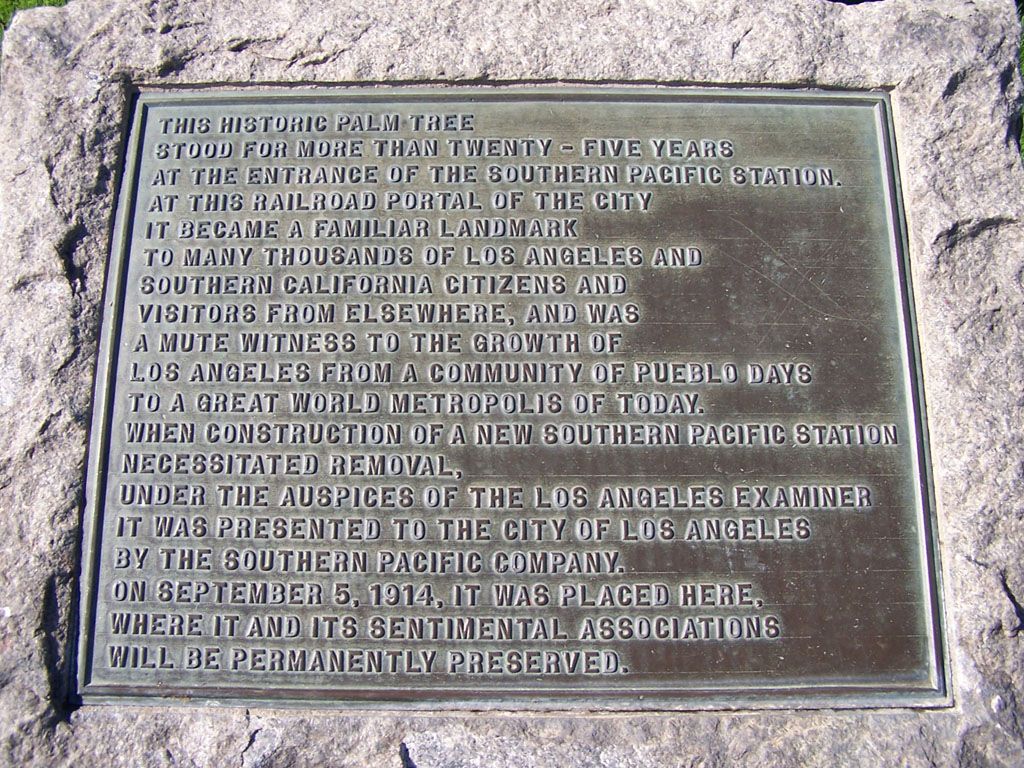 THIS HISTORIC PALM TREE
STOOD FOR MORE THAN TWENTY - FIVE YEARS
AT THE ENTRANCE OF THE SOUTHERN PACIFIC STATION.
AT THIS RAILROAD PORTAL OF THE CITY
IT BECAME A FAMILIAR LANDMARK
TO MANY THOUSANDS OF LOS ANGELES AND
SOUTHERN CALIFORNIA CITIZENS AND
VISITORS FROM ELSEWHERE, AND WAS
A MUTE WITNESS TO THE GROWTH OF
LOS ANGELES FROM A COMMUNITY OF PUEBLO DAYS
TO A GREAT WORLD METROPOLIS OF TODAY.
WHEN CONSTRUCTION OF A NEW SOUTHERN PACIFIC STATION
NECESSITATED REMOVAL,
UNDER THE AUSPICES OF THE LOS ANGELES EXAMINER
IT WAS PRESENTED TO THE CITY OF LOS ANGELES
BY THE SOUTHERN PACIFIC COMPANY.
ON SEPTEMBER 5, 1914, IT WAS PLACED HERE,
WHERE IT AND ITS SENTIMENTAL ASSOCIATIONS
WILL BE PERMANENTLY PRESERVED.